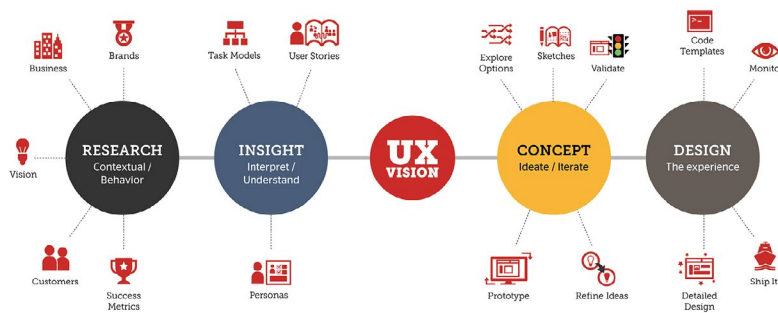 Business
Brands
Vision
RESEARCH
Contextual /
Behavior
Customers
Success
Metrics
Task Models
User Stories
INSIGHT
Interpret /
Understand
Personas
UX
VISION
Explore
Options
Sketches
Validate
CONCEPT
Ideate / Iterate
Prototype
Refine Ideas
Code
Templates
Monito
DESIGN
The experience
Detailed
Design
Ship It